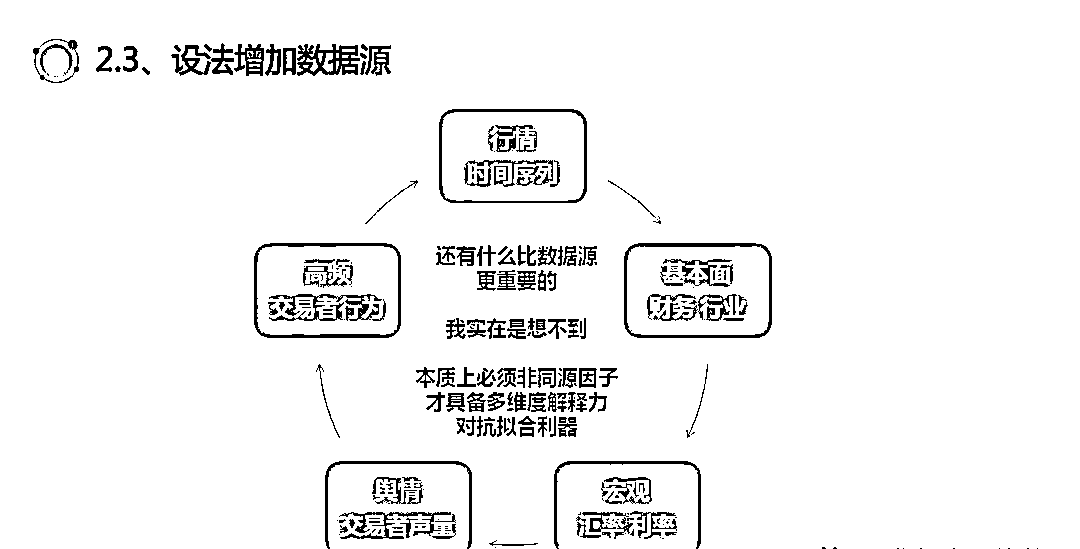 2.3、设法增加数据源
行情
时间序列
高频
交易者行为
还有什么比数据源
更重要的
我实在是想不到
本质上必须非同源因子
才具备多维度解释力
对抗拟合利器
基本面
财务 行业
舆情
交易者声量
宏观
汇率 利率